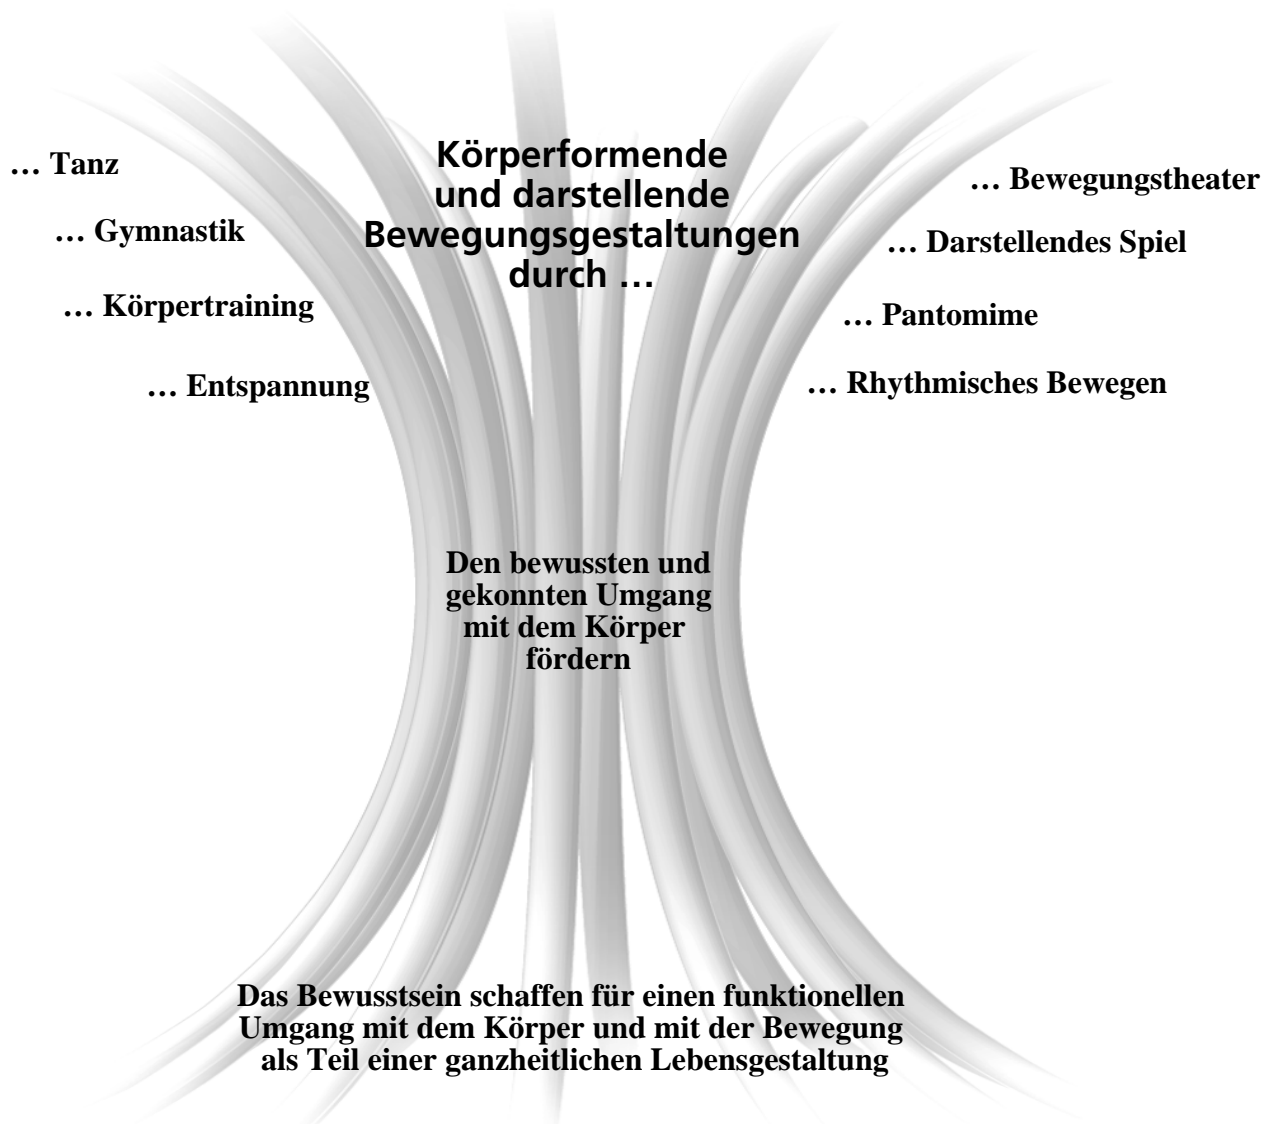 Körperformende
und darstellende
Bewegungsgestaltungen
durch …
… Tanz
… Gymnastik
… Körpertraining
… Entspannung
… Bewegungstheater
… Darstellendes Spiel
… Pantomime
… Rhythmisches Bewegen
Den bewussten und
gekonnten Umgang
mit dem Körper
fördern
Das Bewusstsein schaffen für einen funktionellen
Umgang mit dem Körper und mit der Bewegung
als Teil einer ganzheitlichen Lebensgestaltung